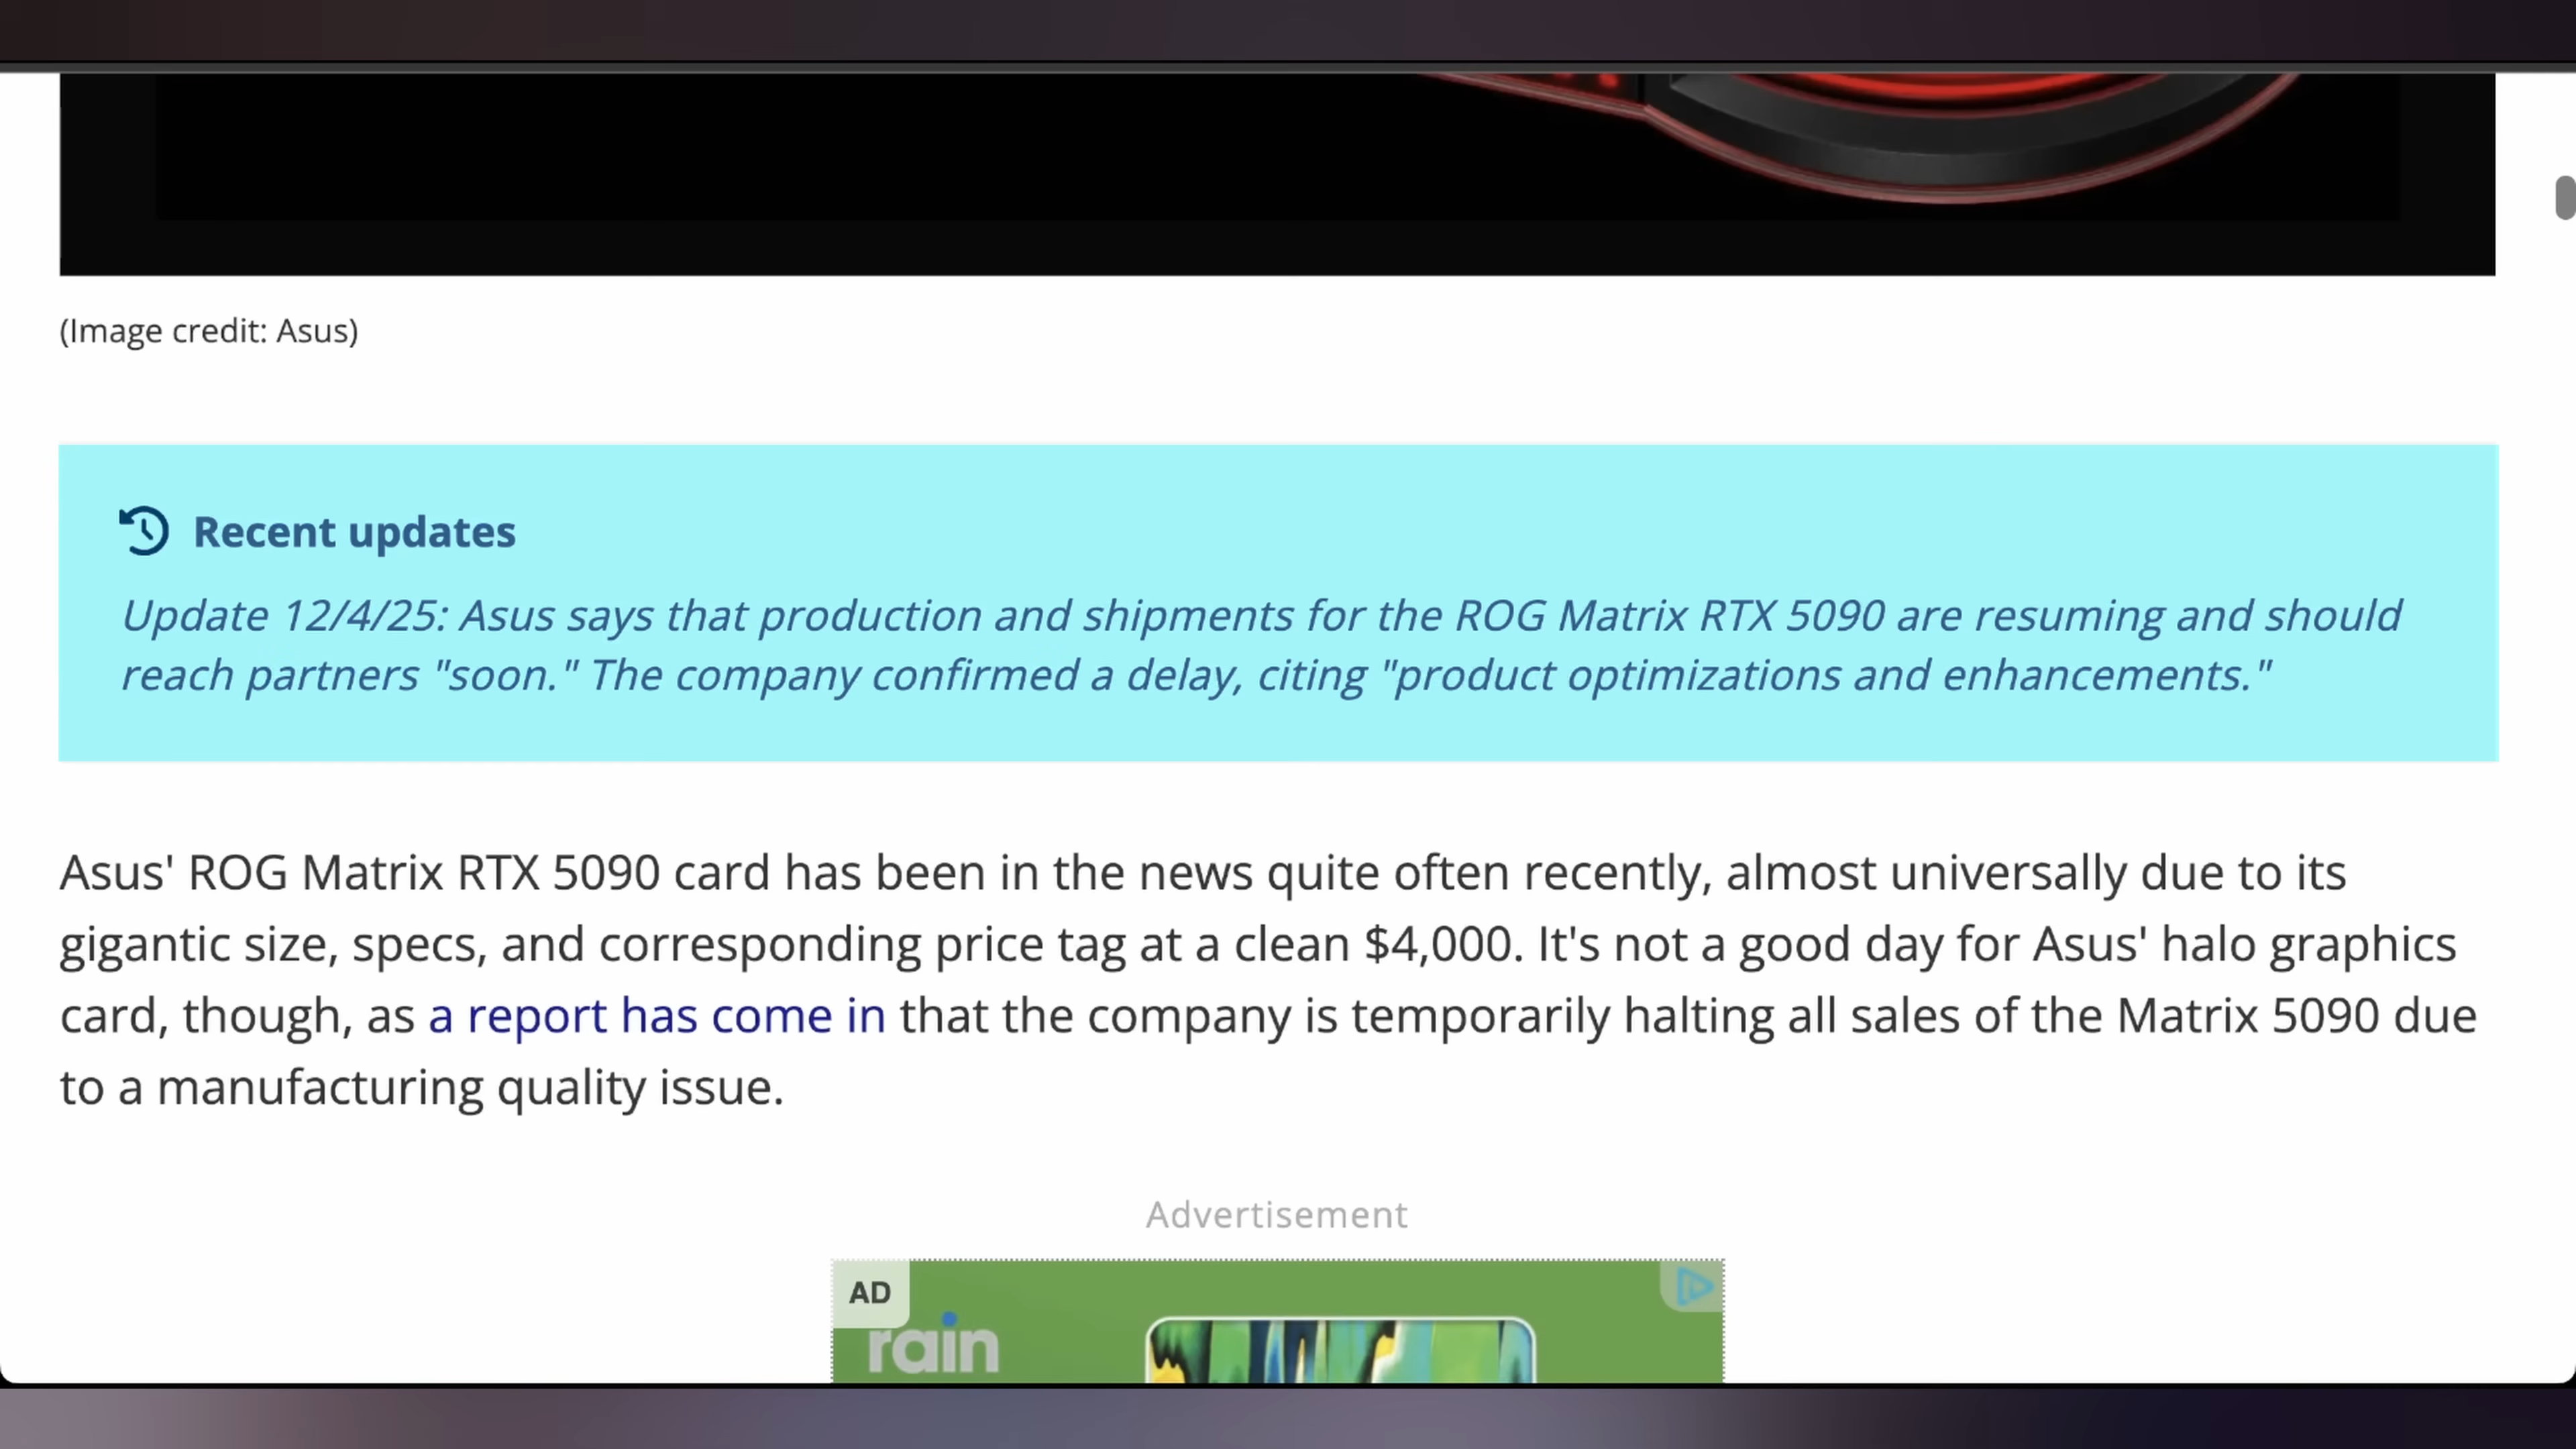 (Image credit: Asus)
Recent updates
Update 12/4/25: Asus says that production and shipments for the ROG Matrix RTX 5090 are resuming and should
reach partners "soon." The company confirmed a delay, citing "product optimizations and enhancements."
Asus' ROG Matrix RTX 5090 card has been in the news quite often recently, almost universally due to its
gigantic size, specs, and corresponding price tag at a clean $4,000. It's not a good day for Asus' halo graphics
card, though, as a report has come in that the company is temporarily halting all sales of the Matrix 5090 due
to a manufacturing quality issue.
Advertisement
AD
rain